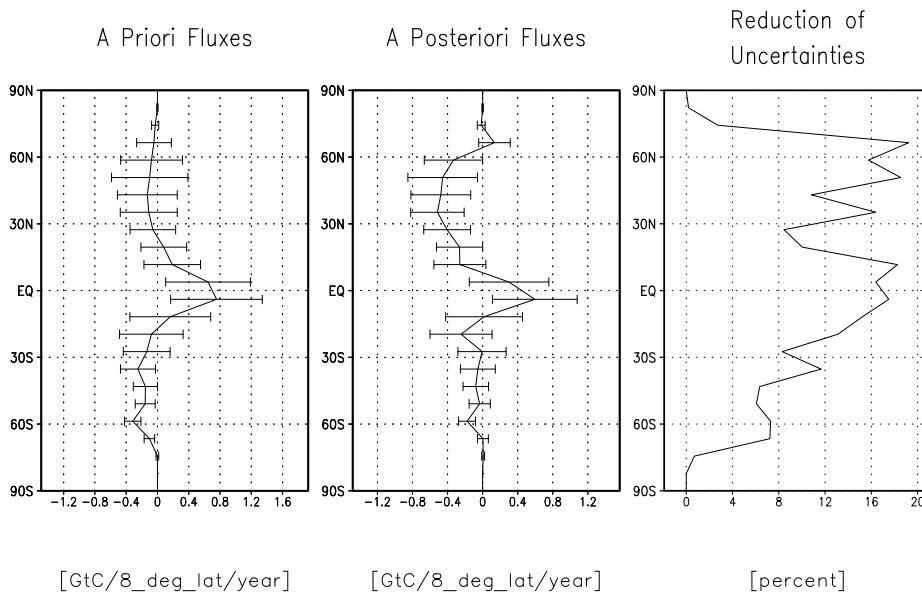 A Priori Fluxes
A Posteriori Fluxes
Reduction of
Uncertainties
90N
60N
30N
EQ
30S
60S
90S
-1.2 -0.8 -0.4 0 0.4 0.8 1.2 1.6
[GtC/8_deg_lat/year]
90N
60N
30N
EQ
30S
60S
90S
-1.2 -0.8 -0.4 0 0.4 0.8 1.2
[GtC/8_deg_lat/year]
90N
60N
30N
EQ
30S
60S
90S
0 4 8 12 16 20
[percent]